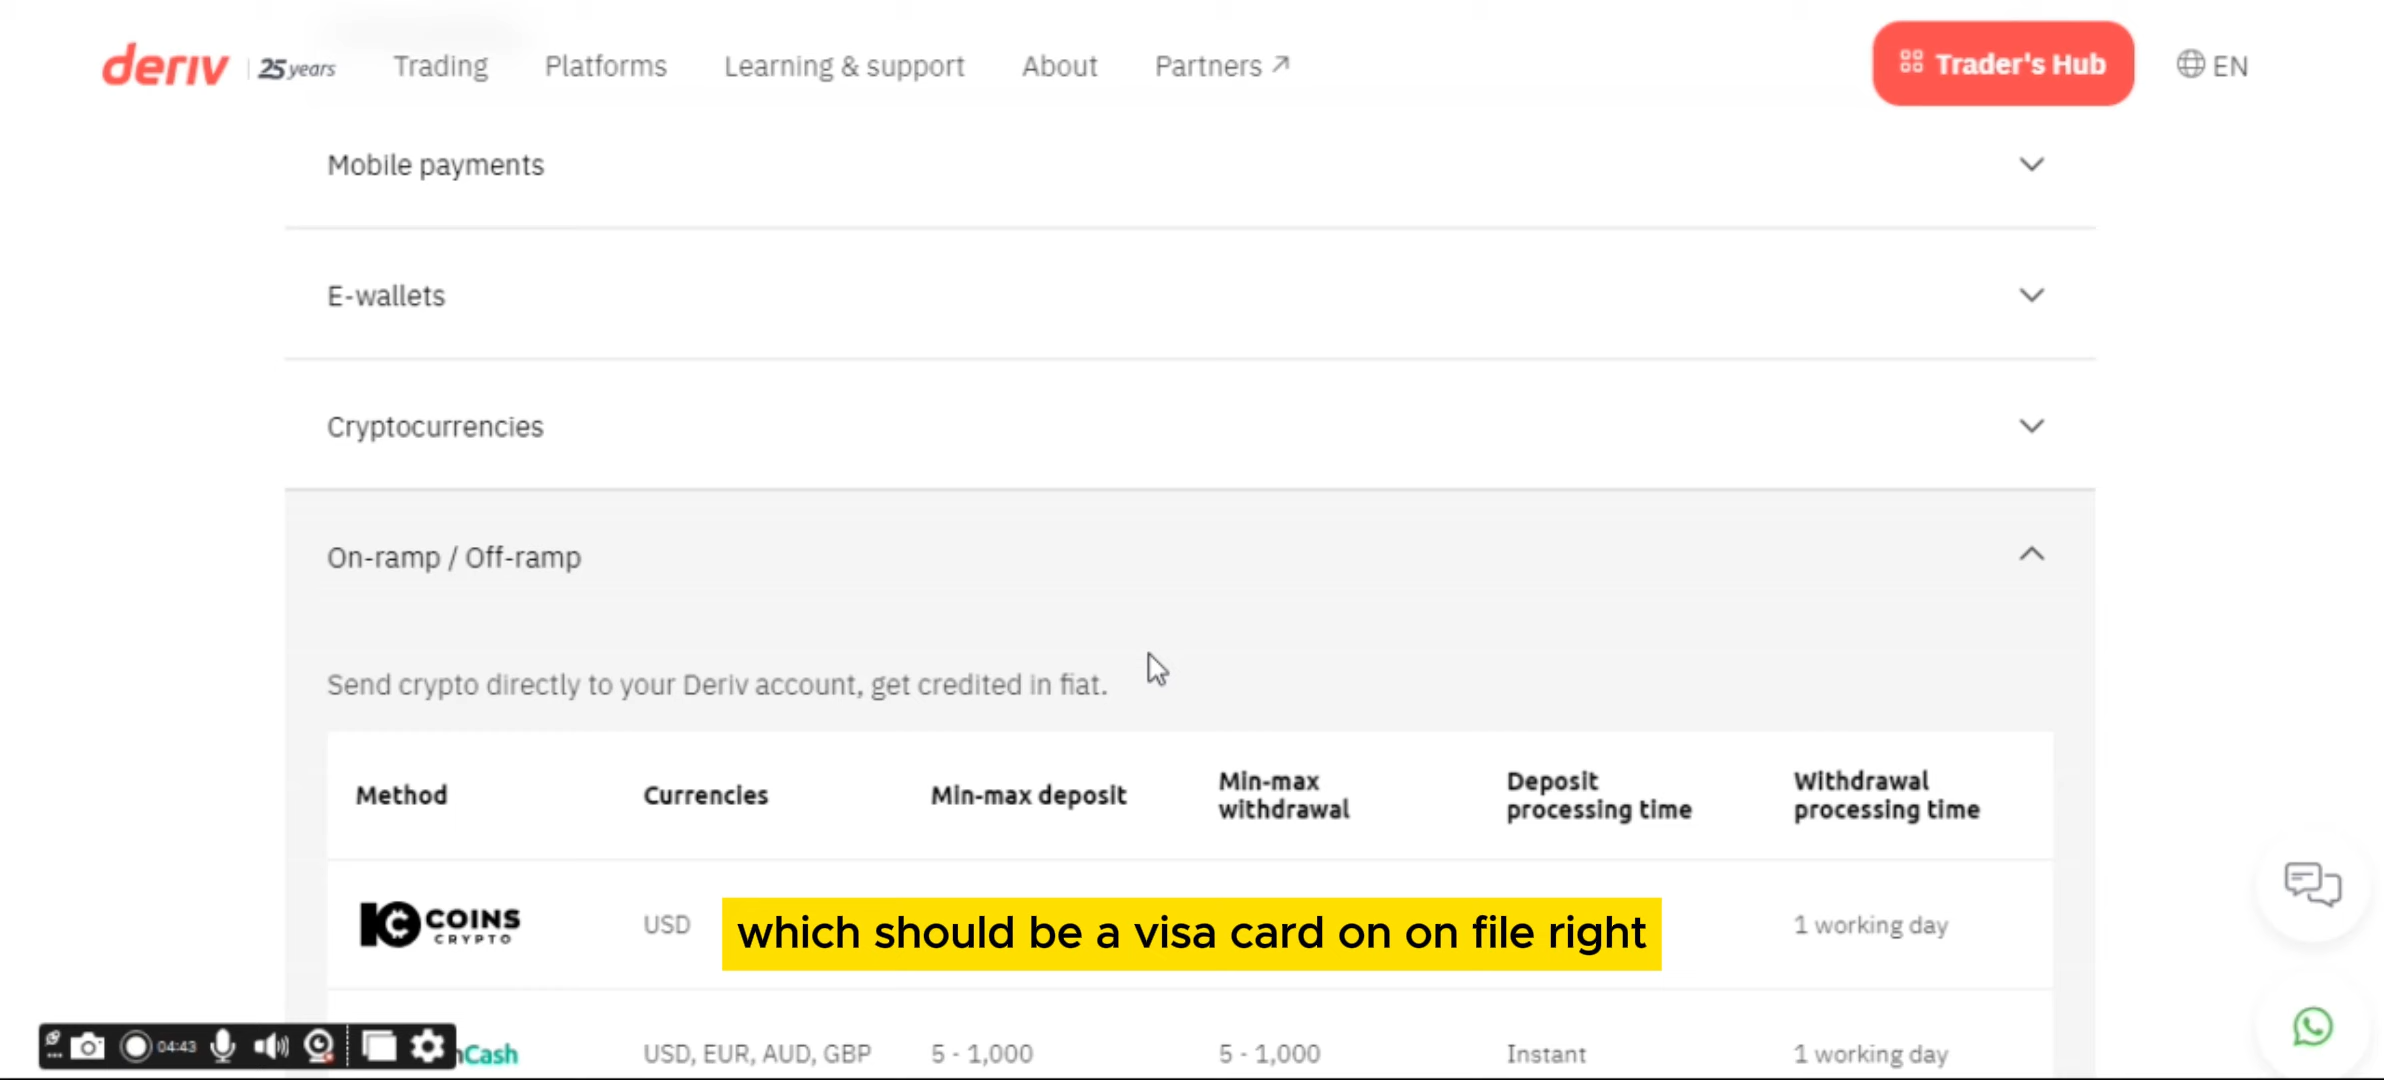 deriv 25 years Trading Platforms Learning & support About Partners Trader's Hub EN
Mobile payments
E-wallets
Cryptocurrencies
On-ramp / Off-ramp
Send crypto directly to your Deriv account, get credited in fiat.
Method Currencies Min-max deposit Min-max withdrawal Deposit processing time Withdrawal processing time
COINS CRYPTO USD 1 working day
which should be a visa card on on file right
04:43 Cash USD, EUR, AUD, GBP 5 - 1,000 5 - 1,000 Instant 1 working day